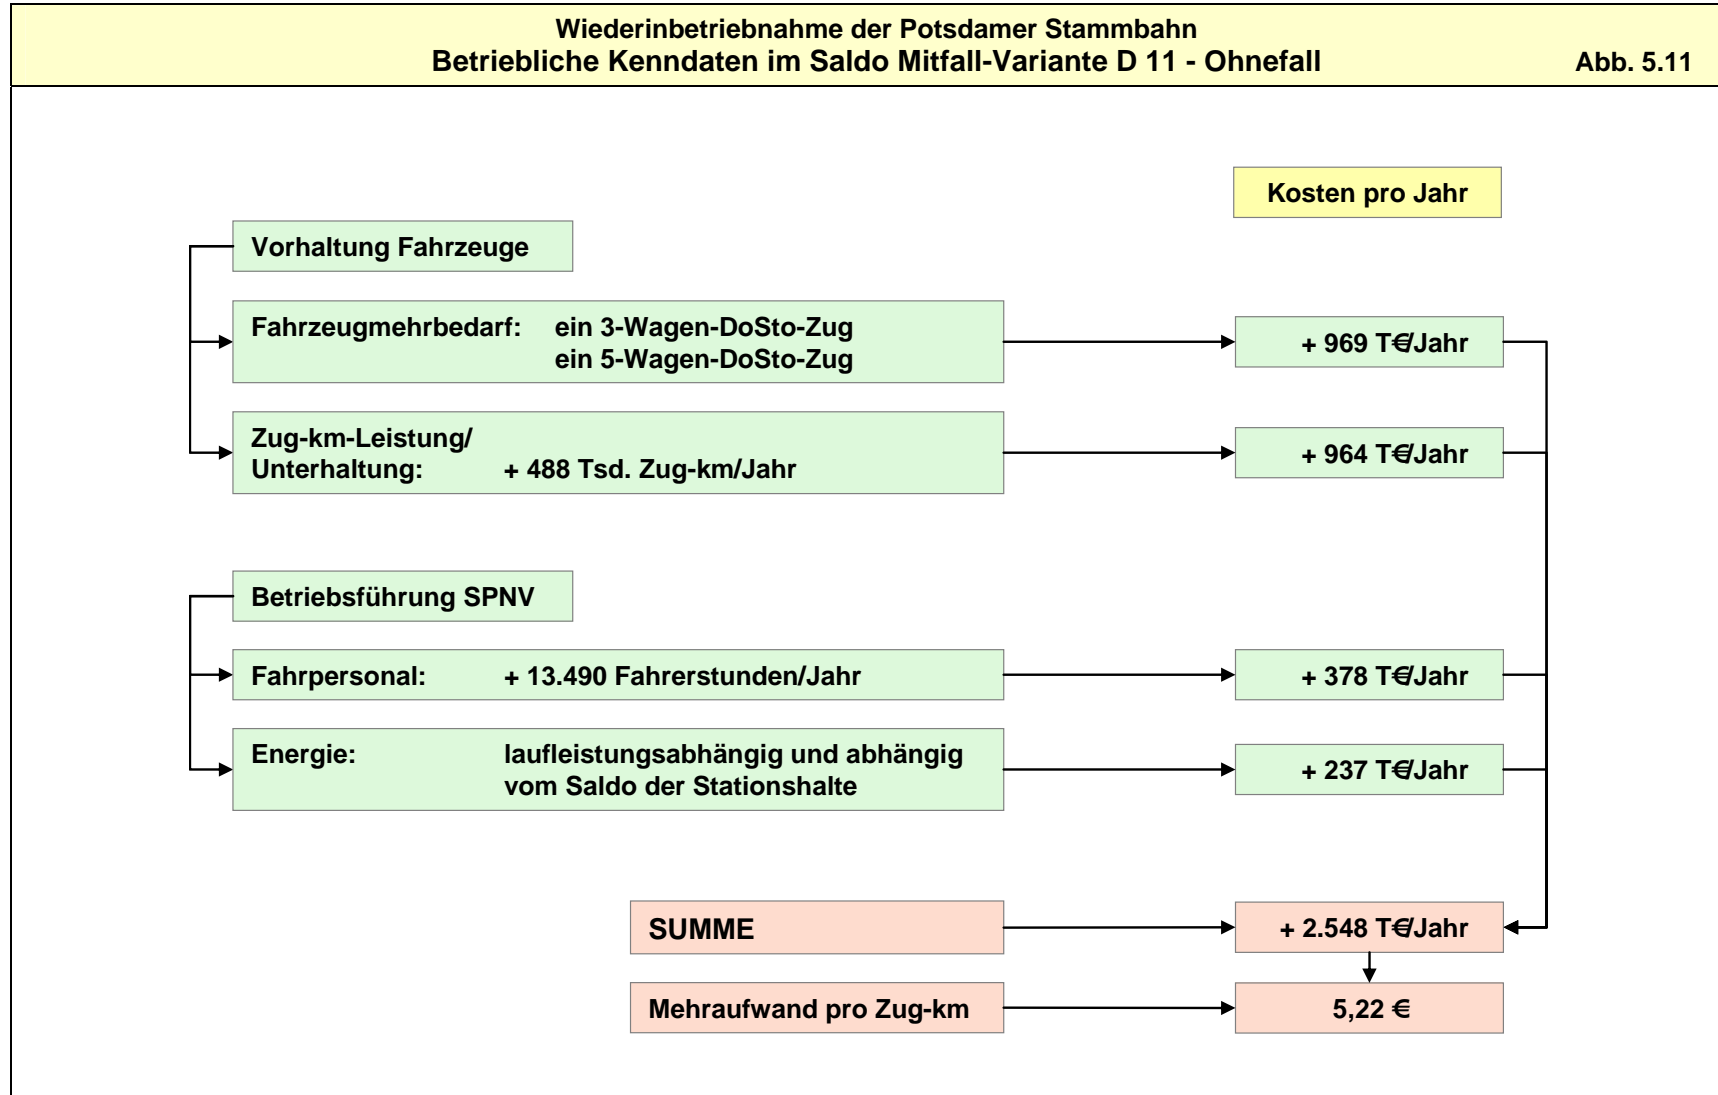 Wiederinbetriebnahme der Potsdamer Stammbahn
Betriebliche Kenndaten im Saldo Mitfall-Variante D 11 - Ohnefall
Abb. 5.11
Kosten pro Jahr
Vorhaltung Fahrzeuge
Fahrzeugmehrbedarf: ein 3-Wagen-DoSto-Zug
ein 5-Wagen-DoSto-Zug
+ 969 T€/Jahr
Zug-km-Leistung/
Unterhaltung: + 488 Tsd. Zug-km/Jahr
+ 964 T€/Jahr
Betriebsführung SPNV
Fahrpersonal: + 13.490 Fahrerstunden/Jahr
+ 378 T€/Jahr
Energie: laufleistungsabhängig und abhängig
vom Saldo der Stationshalte
+ 237 T€/Jahr
SUMME
+ 2.548 T€/Jahr
Mehraufwand pro Zug-km
5,22 €